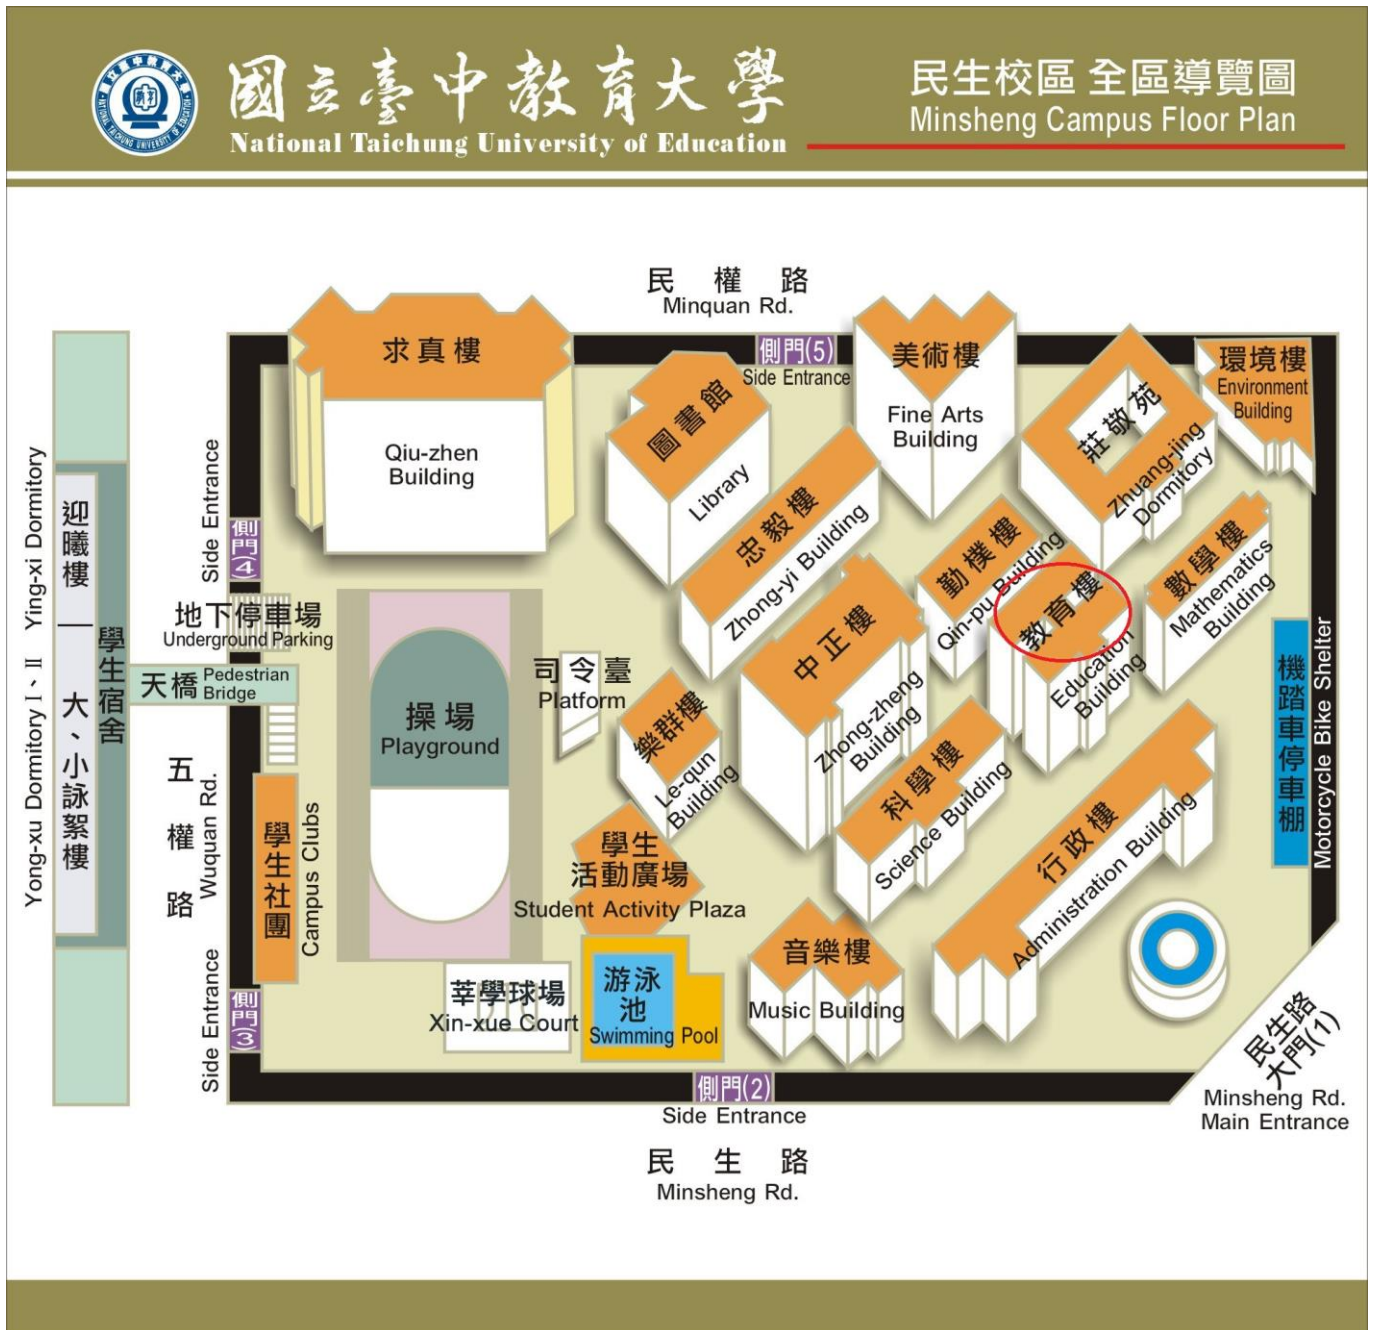 國立臺中教育大學
National Taichung University of Education
民生校區 全區導覽圖
Minsheng Campus Floor Plan
民權路
Minquan Rd.
求真樓
Qiu-zhen
Building
側門(5)
Side Entrance
美術樓
Fine Arts
Building
環境樓
Environment
Building
圖書館
Library
莊敬苑
Zhuang-jing
Dormitory
忠毅樓
Zhong-yi Building
勤樸樓
Qin-pu Building
教育樓
Education
Building
數學樓
Mathematics
Building
中正樓
Zhong-zheng
Building
Side Entrance
側門(4)
地下停車場
Underground Parking
天橋
Pedestrian
Bridge
迎曦樓
大、小詠絮樓
學生宿舍
Ying-xi Dormitory
Yong-xu Dormitory I、II
五權路
Wuquan Rd.
操場
Playground
司令臺
Platform
樂群樓
Le-qun
Building
科學樓
Science Building
行政樓
Administration Building
機踏車停車棚
Motorcycle Bike Shelter
學生社團
Campus Clubs
學生
活動廣場
Student Activity Plaza
莘學球場
Xin-xue Court
游泳
池
Swimming Pool
音樂樓
Music Building
Side Entrance
側門(3)
側門(2)
Side Entrance
民生路
大門(1)
Minsheng Rd.
Main Entrance
民生路
Minsheng Rd.